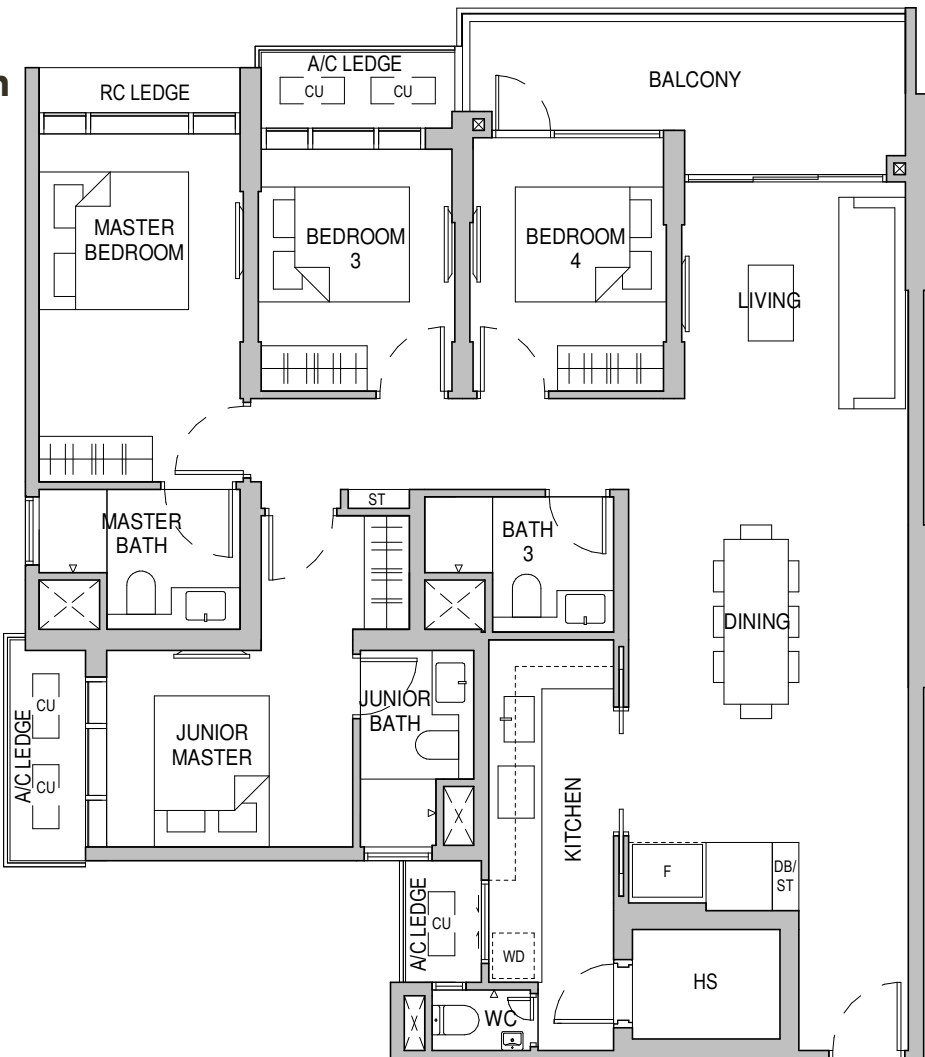 A/C LEDGE
CU
CU
BALCONY
RC LEDGE
MASTER
BEDROOM
BEDROOM
3
BEDROOM
4
LIVING
ST
MASTER
BATH
BATH
3
DINING
A/C LEDGE
CU
CU
JUNIOR
MASTER
JUNIOR
BATH
KITCHEN
F
DB/
ST
A/C LEDGE
CU
WD
HS
WC